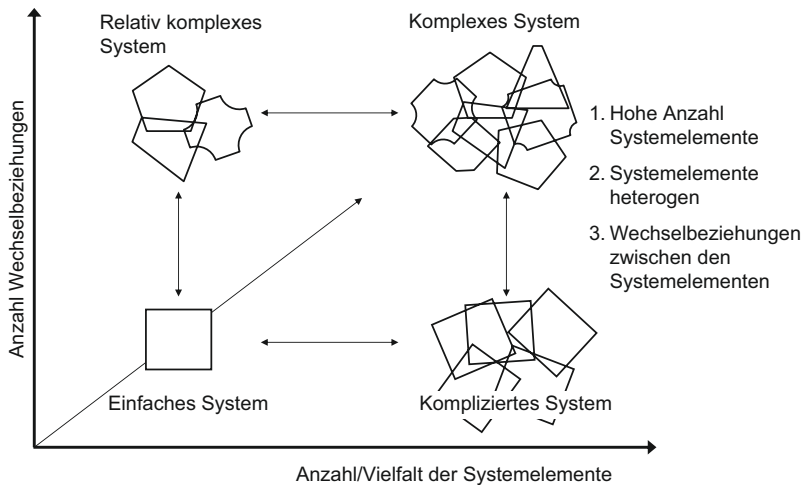 Relativ komplexes
System
Komplexes System
1. Hohe Anzahl
Systemelemente
2. Systemelemente
heterogen
3. Wechselbeziehungen
zwischen den
Systemelementen
Anzahl Wechselbeziehungen
Einfaches System
Kompliziertes System
Anzahl/Vielfalt der Systemelemente